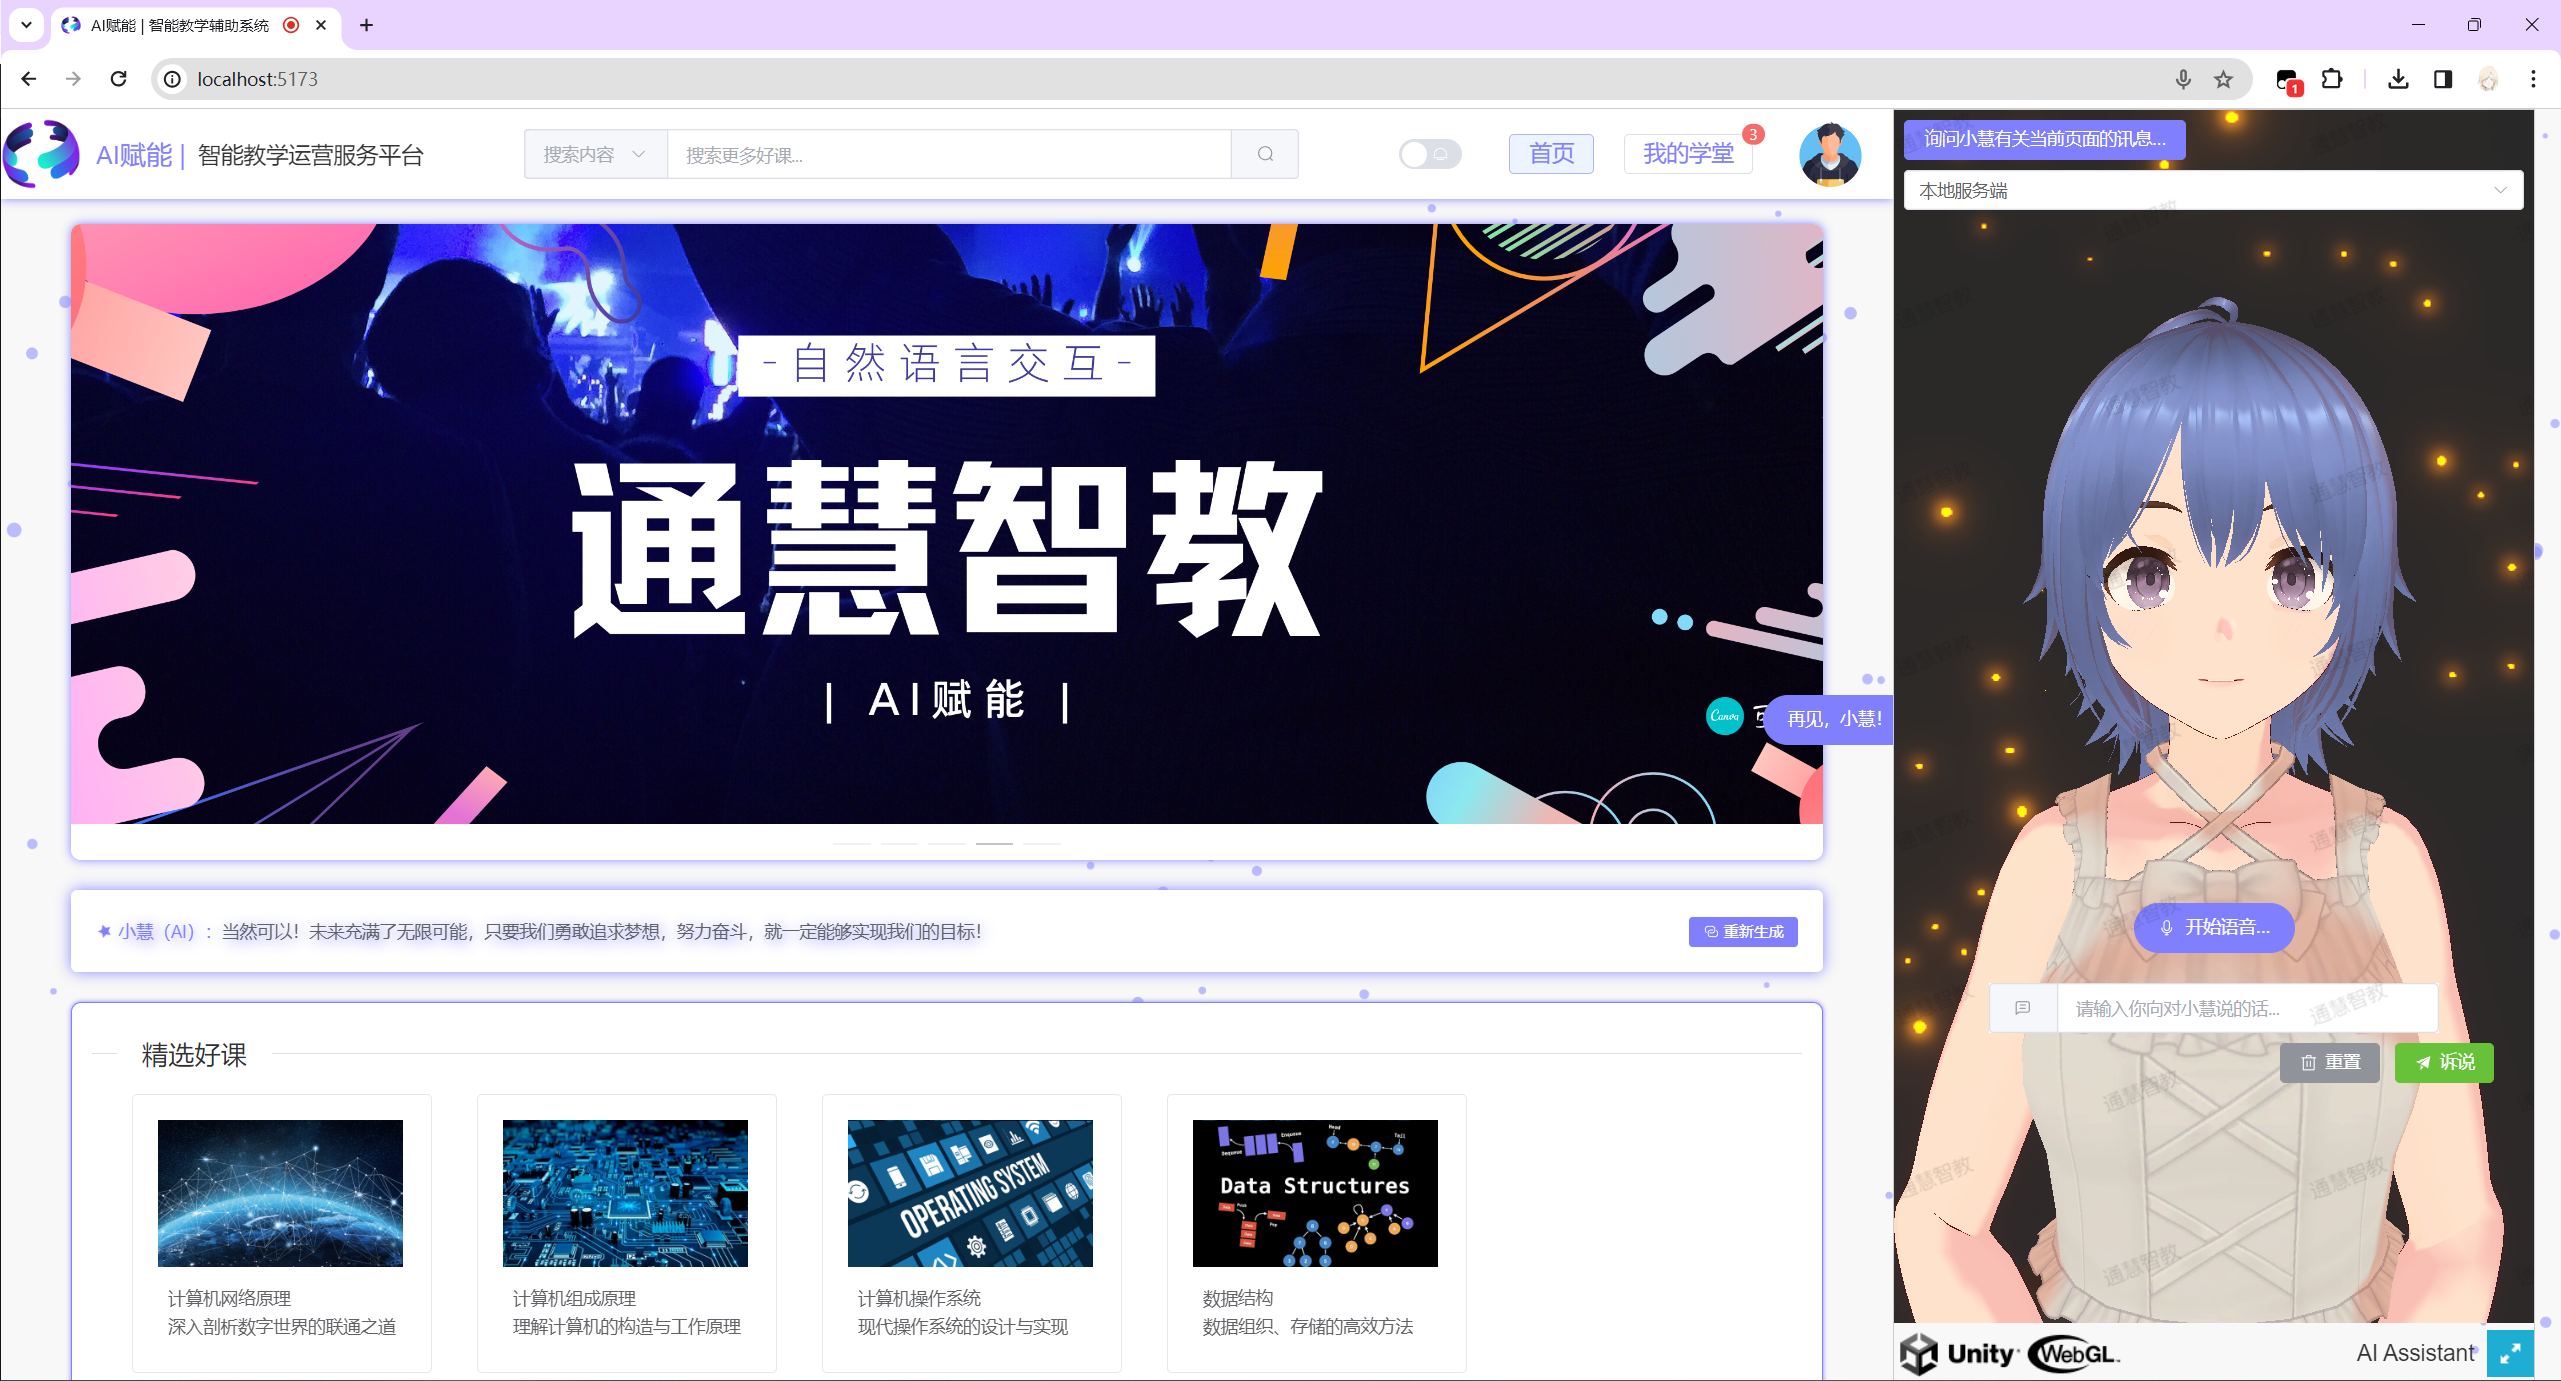 AI赋能 | 智能教学辅助系统
localhost:5173
AI赋能 | 智能教学运营服务平台
搜索内容
搜索更多好课...
首页
我的学堂
3
1
询问小慧有关当前页面的讯息...
本地服务端
-自然语言交互-
通慧智教
| AI赋能 |
Canva
再见，小慧！
小慧（AI）：当然可以！未来充满了无限可能，只要我们勇敢追求梦想，努力奋斗，就一定能够实现我们的目标！
重新生成
开始语音...
请输入你向对小慧说的话...
重置
诉说
精选好课
OPERATING SYSTEM
Data Structures
计算机网络原理
深入剖析数字世界的联通之道
计算机组成原理
理解计算机的构造与工作原理
计算机操作系统
现代操作系统的设计与实现
数据结构
数据组织、存储的高效方法
通慧智教
Unity
WebGL
AI Assistant